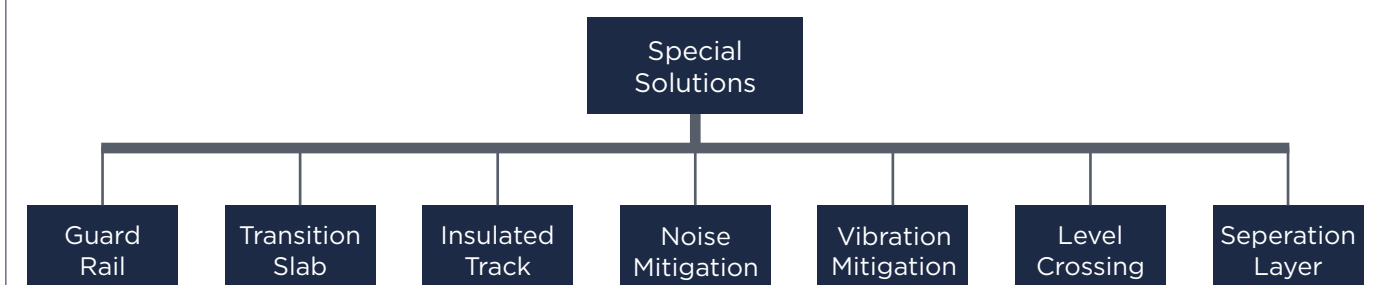 Special
Solutions
Guard
Rail
Transition
Slab
Insulated
Track
Noise
Mitigation
Vibration
Mitigation
Level
Crossing
Seperation
Layer